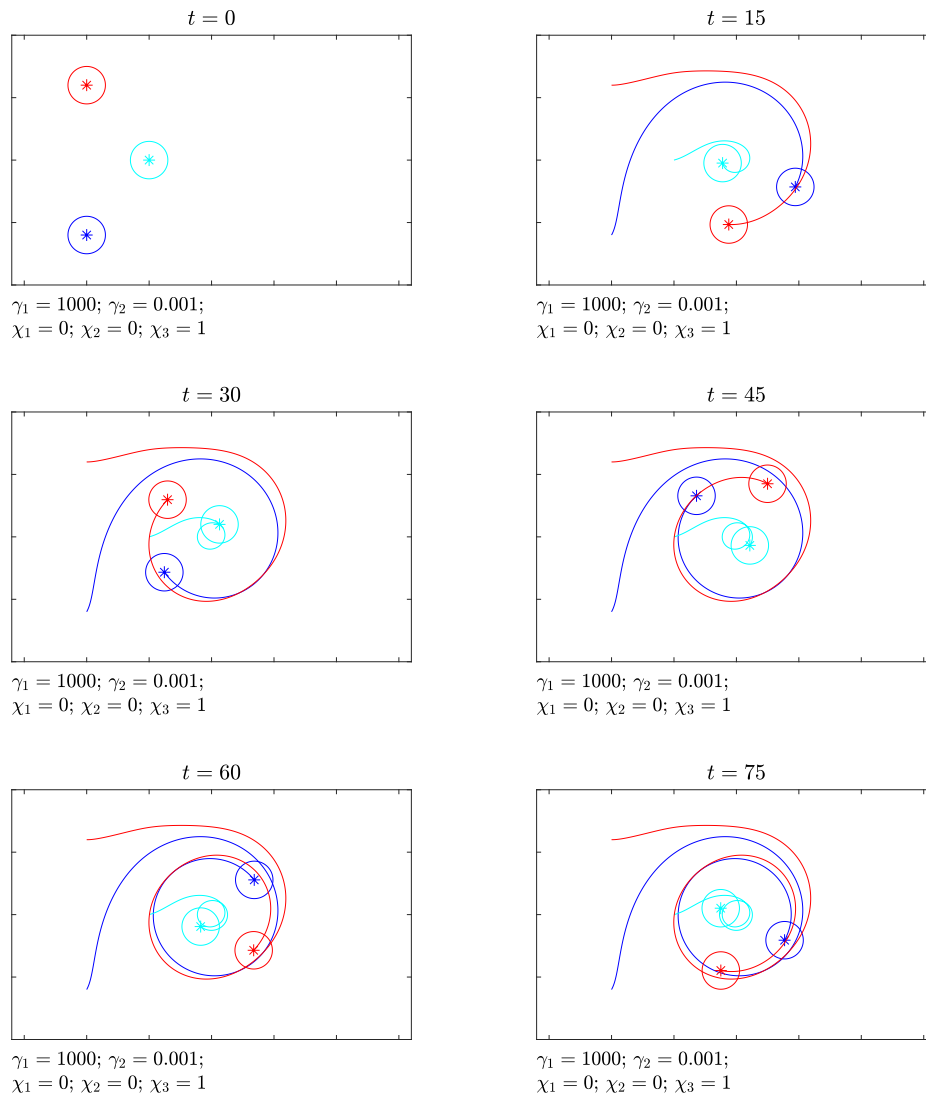 t = 0
γ₁ = 1000; γ₂ = 0.001;
χ₁ = 0; χ₂ = 0; χ₃ = 1
t = 15
γ₁ = 1000; γ₂ = 0.001;
χ₁ = 0; χ₂ = 0; χ₃ = 1
t = 30
γ₁ = 1000; γ₂ = 0.001;
χ₁ = 0; χ₂ = 0; χ₃ = 1
t = 45
γ₁ = 1000; γ₂ = 0.001;
χ₁ = 0; χ₂ = 0; χ₃ = 1
t = 60
γ₁ = 1000; γ₂ = 0.001;
χ₁ = 0; χ₂ = 0; χ₃ = 1
t = 75
γ₁ = 1000; γ₂ = 0.001;
χ₁ = 0; χ₂ = 0; χ₃ = 1